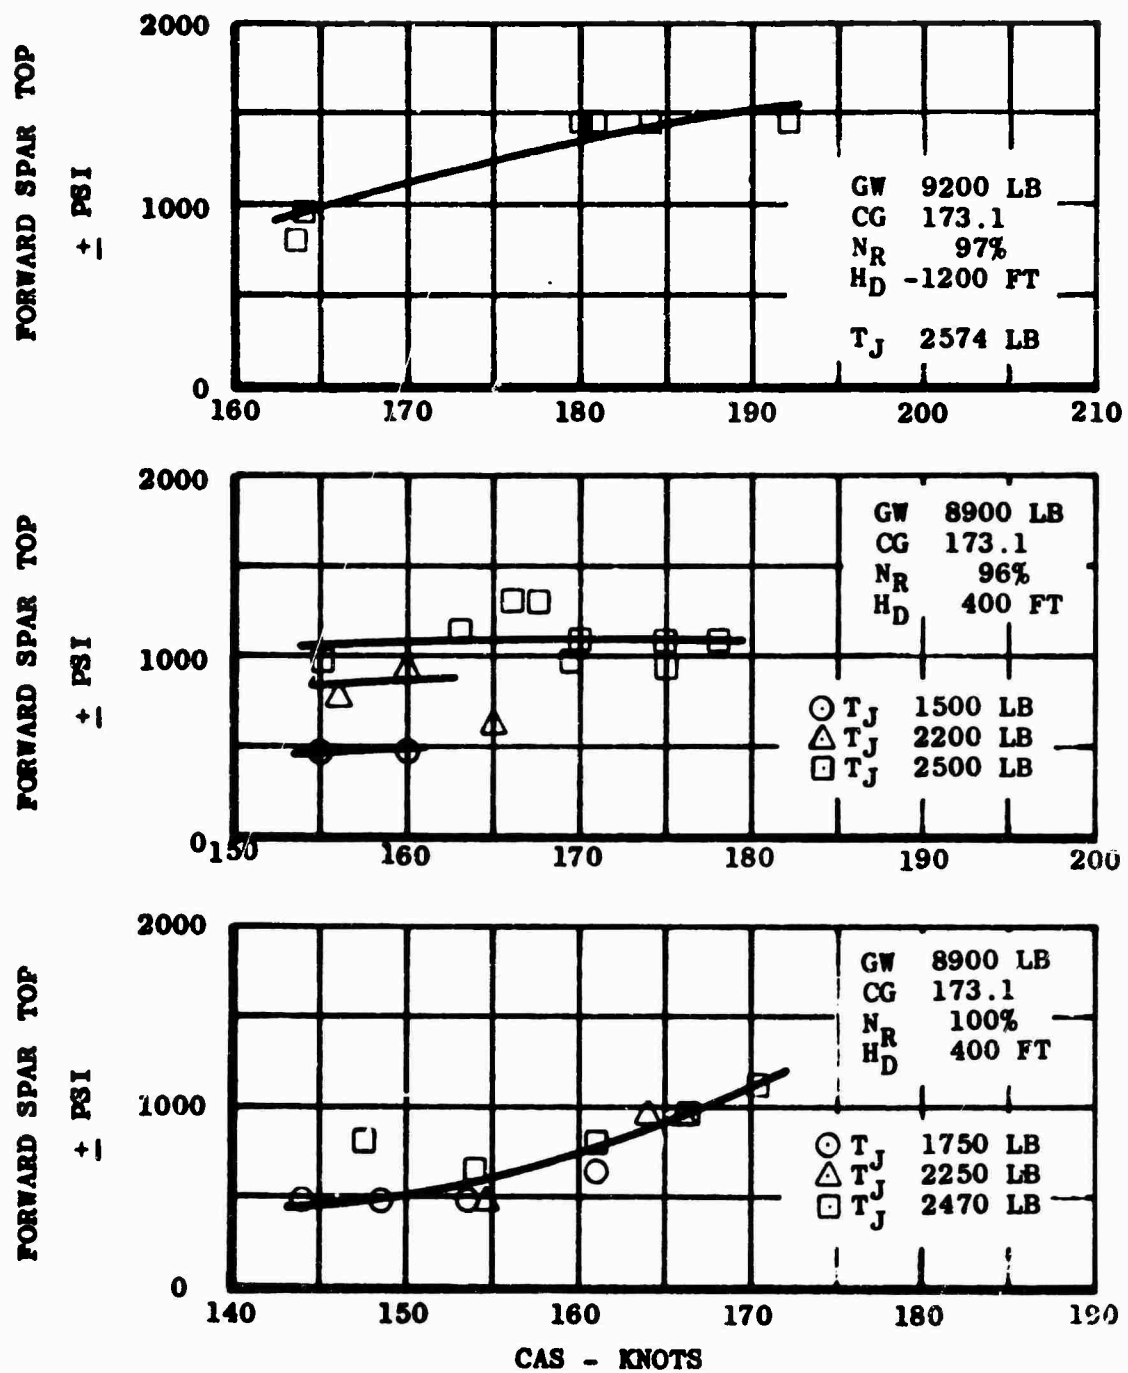 2000
1000
0
FORWARD SPAR TOP
± PSI
GW 9200 LB
CG 173.1
NR 97%
HD -1200 FT
TJ 2574 LB
160 170 180 190 200 210
2000
1000
0
FORWARD SPAR TOP
± PSI
GW 8900 LB
CG 173.1
NR 96%
HD 400 FT
TJ 1500 LB
TJ 2200 LB
TJ 2500 LB
150 160 170 180 190 200
2000
1000
0
FORWARD SPAR TOP
± PSI
GW 8900 LB
CG 173.1
NR 100%
HD 400 FT
TJ 1750 LB
TJ 2250 LB
TJ 2470 LB
140 150 160 170 180 190
CAS - KNOTS